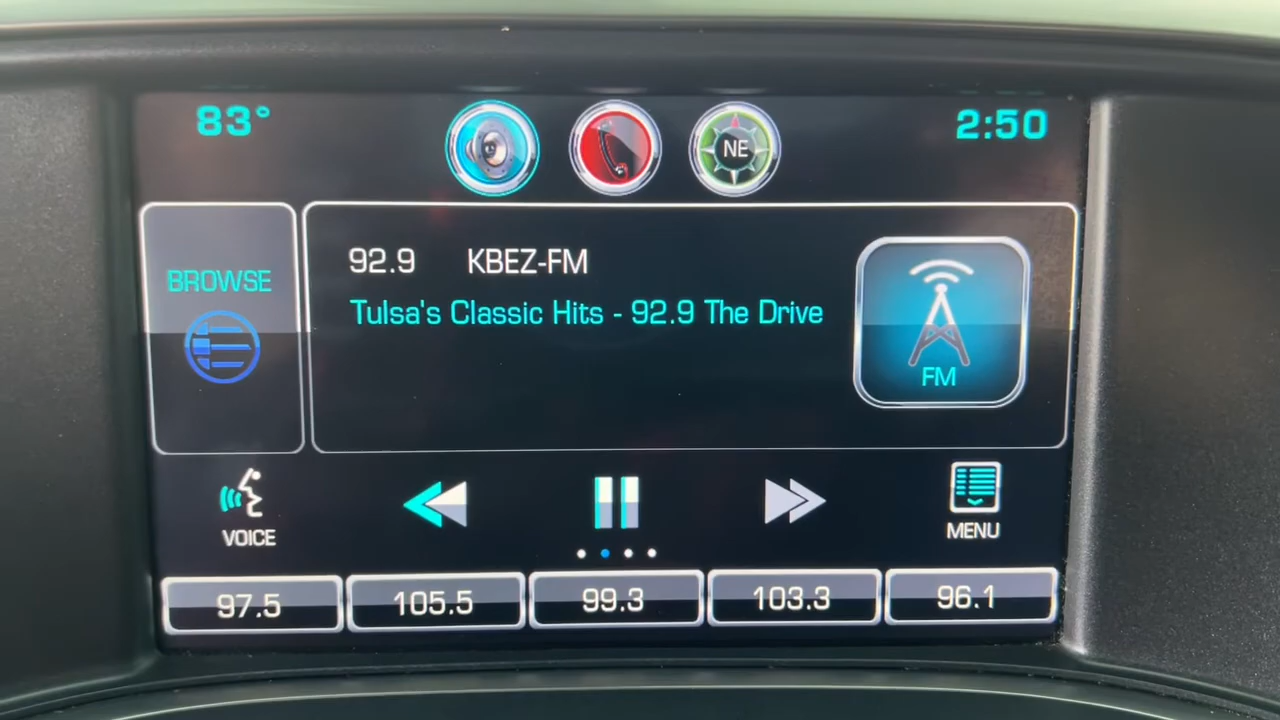 83°
NE
2:50
BROWSE
92.9 KBEZ-FM
Tulsa's Classic Hits - 92.9 The Drive
FM
VOICE
MENU
97.5
105.5
99.3
103.3
96.1